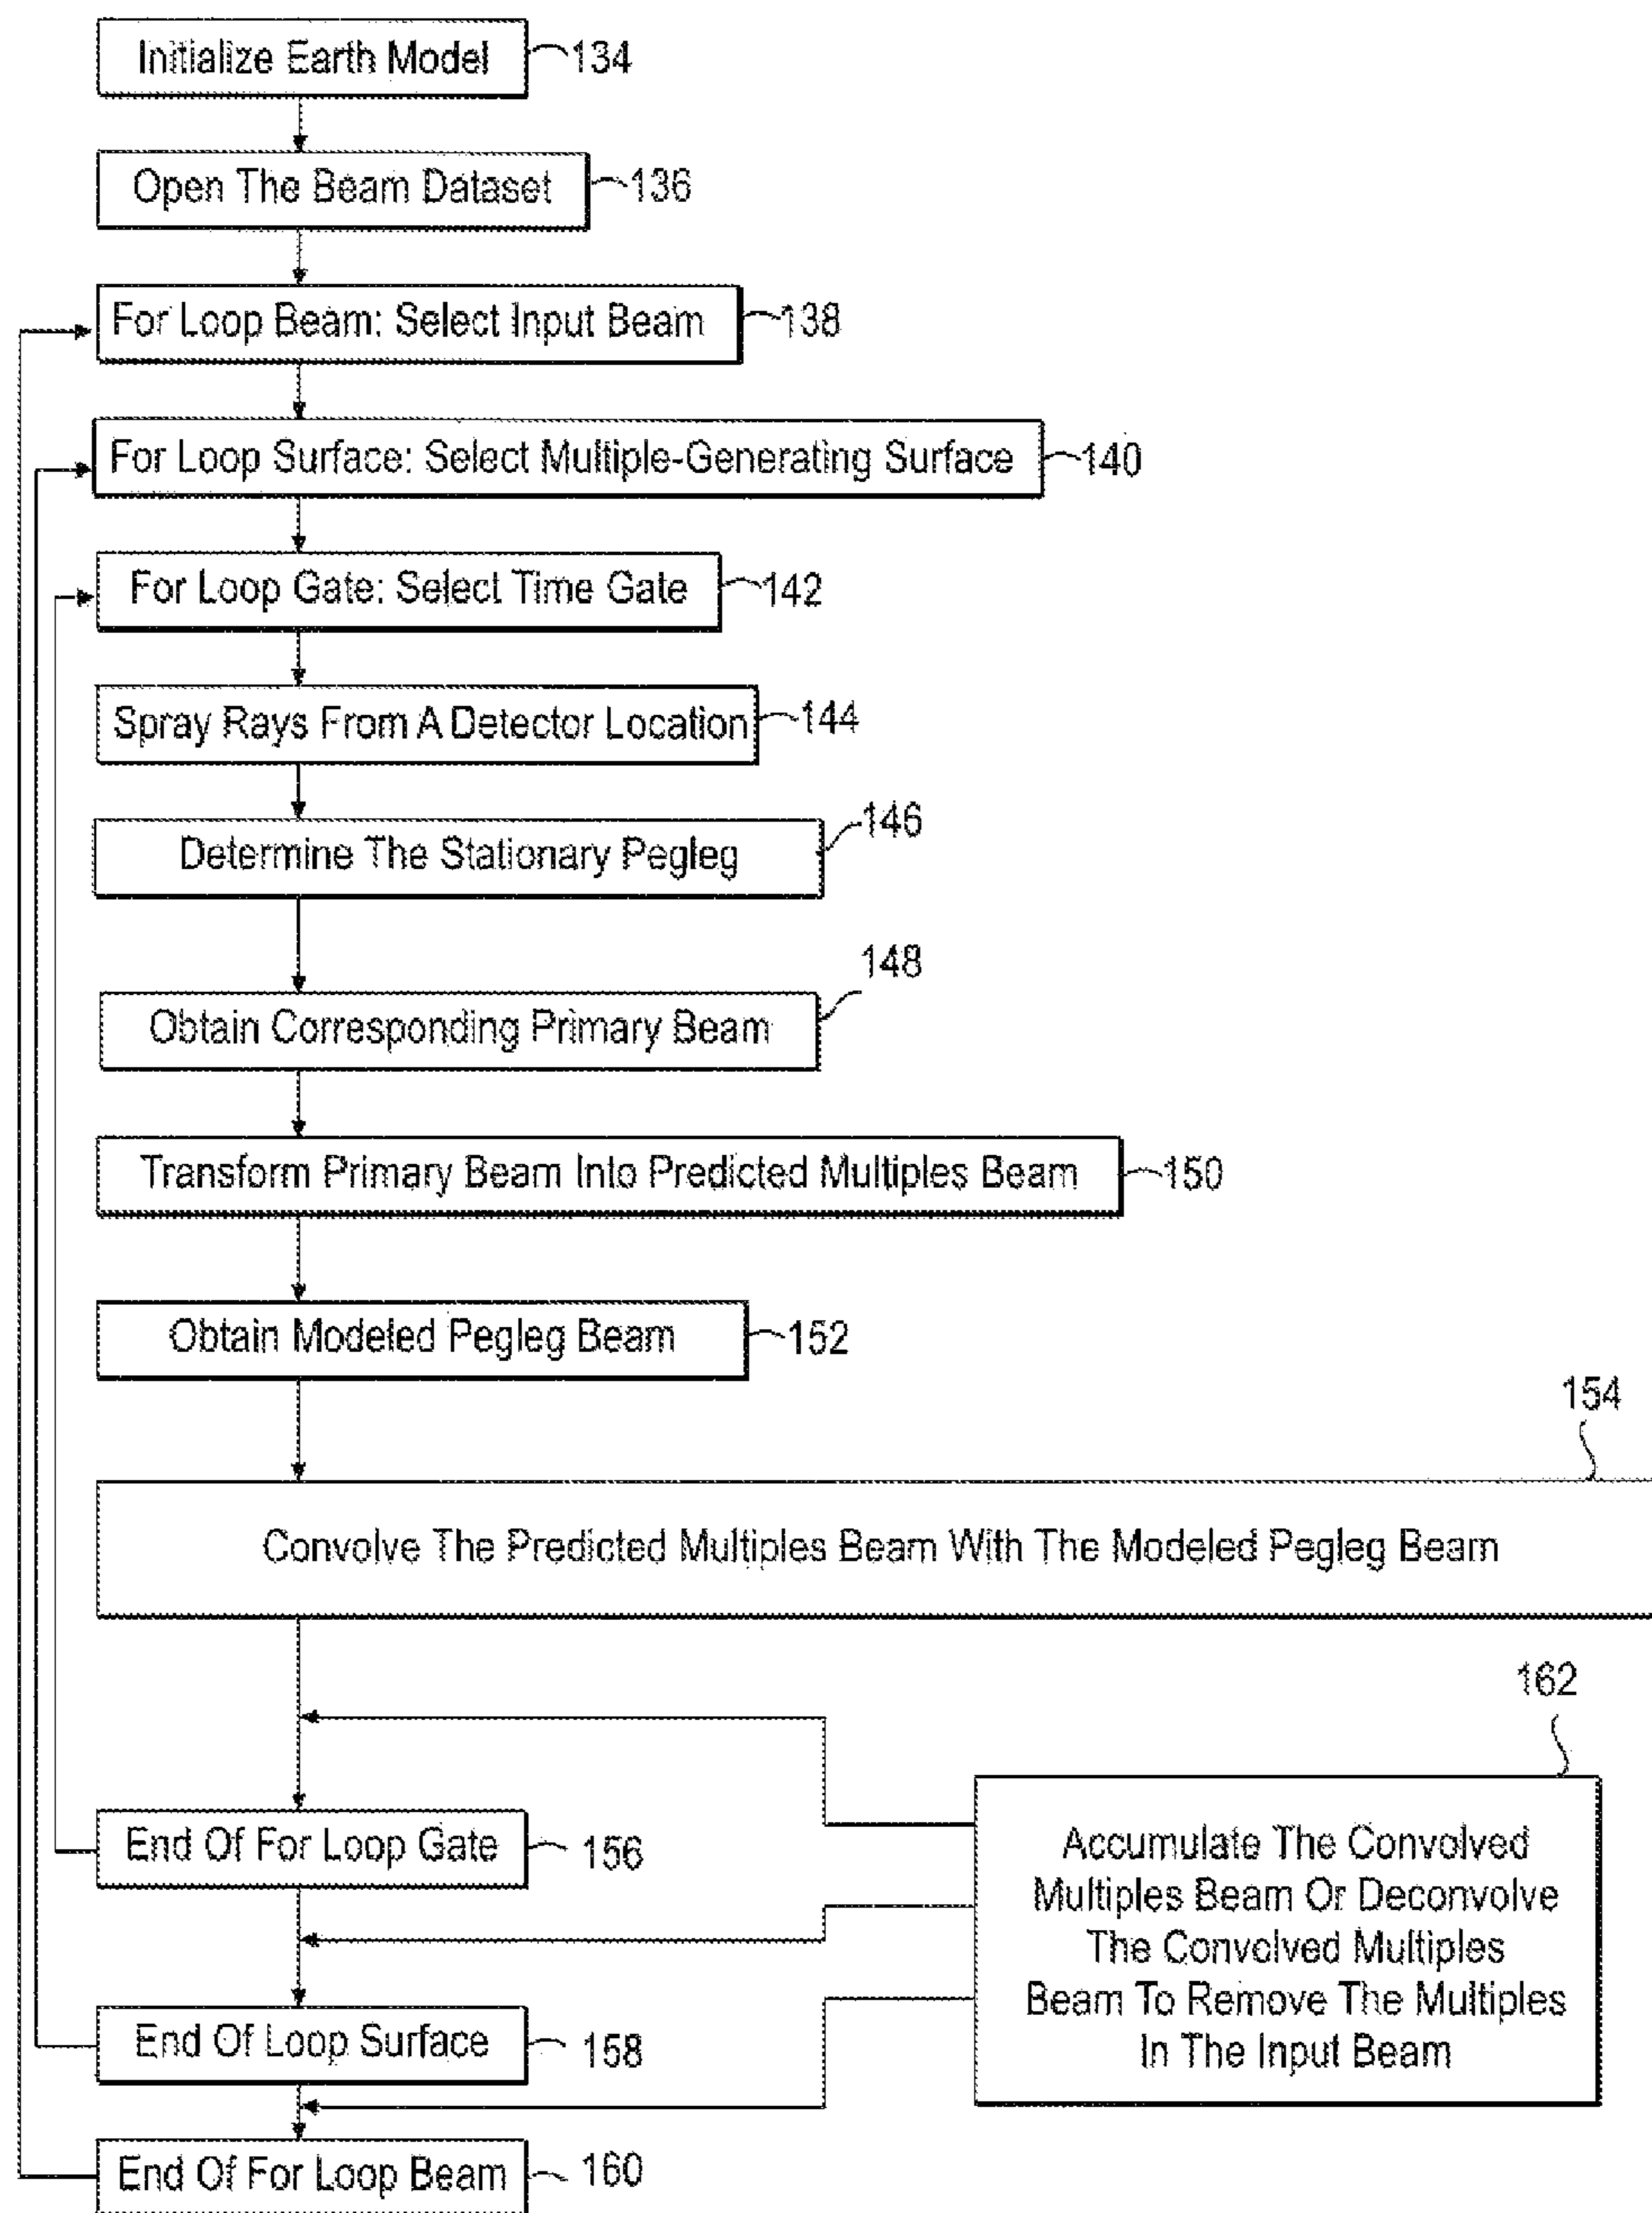 Initialize Earth Model
134
Open The Beam Dataset
136
For Loop Beam: Select Input Beam
138
For Loop Surface: Select Multiple-Generating Surface
140
For Loop Gate: Select Time Gate
142
Spray Rays From A Detector Location
144
Determine The Stationary Pegleg
146
Obtain Corresponding Primary Beam
148
Transform Primary Beam Into Predicted Multiples Beam
150
Obtain Modeled Pegleg Beam
152
154
Convolve The Predicted Multiples Beam With The Modeled Pegleg Beam
162
Accumulate The Convolved
Multiples Beam Or Deconvolve
The Convolved Multiples
Beam To Remove The Multiples
In The Input Beam
End Of For Loop Gate
156
End Of Loop Surface
158
End Of For Loop Beam
160